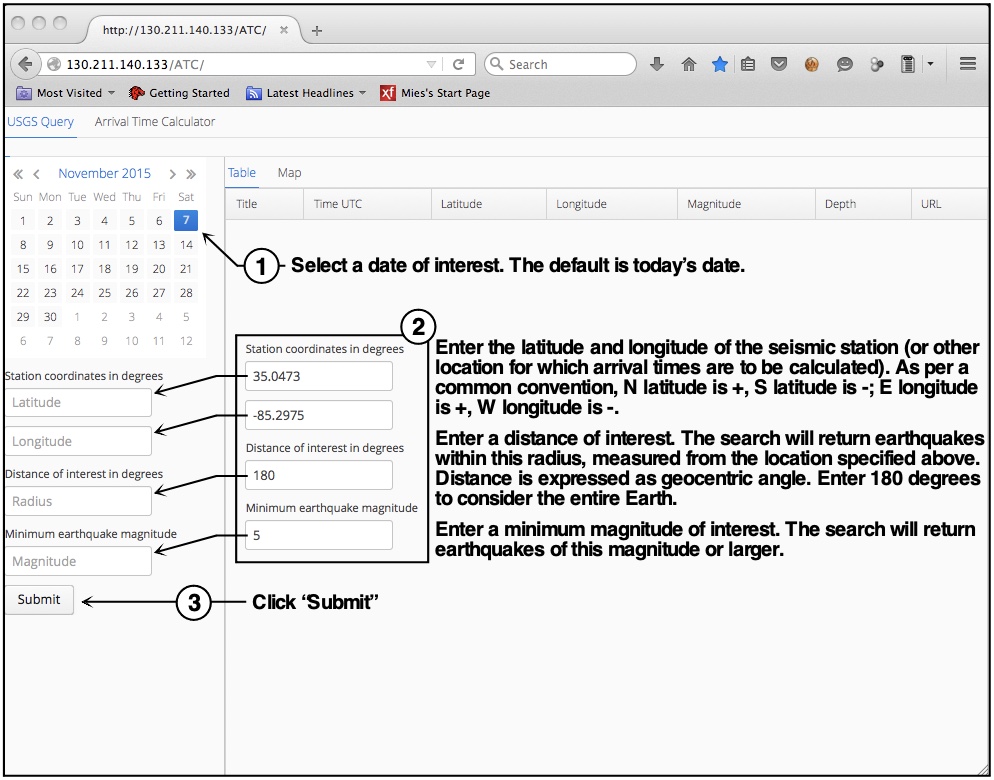 http://130.211.140.133/ATC/
130.211.140.133/ATC/
Search
Most Visited
Getting Started
Latest Headlines
xf Mies's Start Page
USGS Query
Arrival Time Calculator
November 2015
Sun Mon Tue Wed Thu Fri Sat
1 2 3 4 5 6 7
8 9 10 11 12 13 14
15 16 17 18 19 20 21
22 23 24 25 26 27 28
29 30 1 2 3 4 5
6 7 8 9 10 11 12
Table
Map
Title
Time UTC
Latitude
Longitude
Magnitude
Depth
URL
1 Select a date of interest. The default is today's date.
Station coordinates in degrees
Latitude
Longitude
Distance of interest in degrees
Radius
Minimum earthquake magnitude
Magnitude
Submit
2
Station coordinates in degrees
35.0473
-85.2975
Distance of interest in degrees
180
Minimum earthquake magnitude
5
Enter the latitude and longitude of the seismic station (or other
location for which arrival times are to be calculated). As per a
common convention, N latitude is +, S latitude is -; E longitude
is +, W longitude is -.
Enter a distance of interest. The search will return earthquakes
within this radius, measured from the location specified above.
Distance is expressed as geocentric angle. Enter 180 degrees
to consider the entire Earth.
Enter a minimum magnitude of interest. The search will return
earthquakes of this magnitude or larger.
3 Click “Submit”